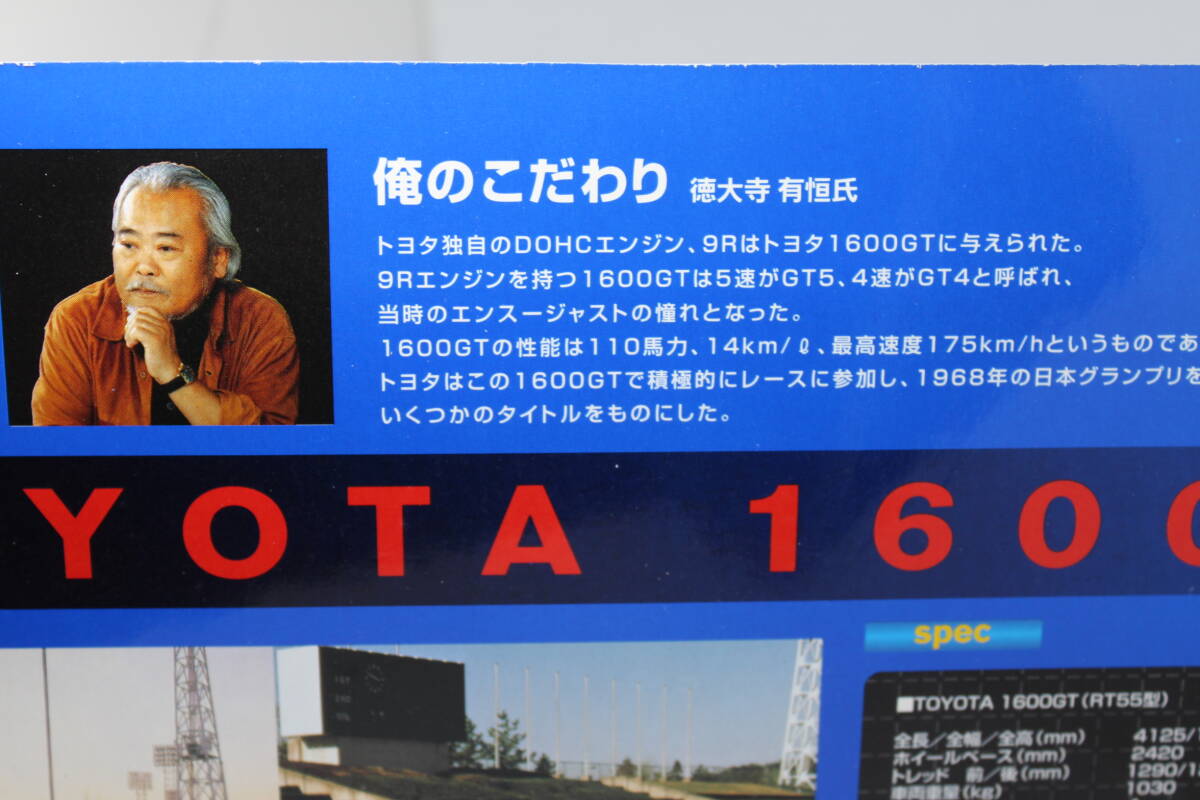 俺のこだわり 徳大寺 有恒氏
トヨタ独自のDOHCエンジン、9Rはトヨタ1600GTに与えられた。
9Rエンジンを持つ1600GTは5速がGT5、4速がGT4と呼ばれ、
当時のエンスージャストの憧れとなった。
1600GTの性能は110馬力、14km/ℓ、最高速度175km/hというものであ
トヨタはこの1600GTで積極的にレースに参加し、1968年の日本グランプリを
いくつかのタイトルをものにした。
YOTA 160
spec
■TOYOTA 1600GT(RT55型)
全長/全幅/全高(mm) 4125/1
ホイールベース(mm) 2420
トレッド 前/後(mm) 1290/1
車両重量(kg) 1030